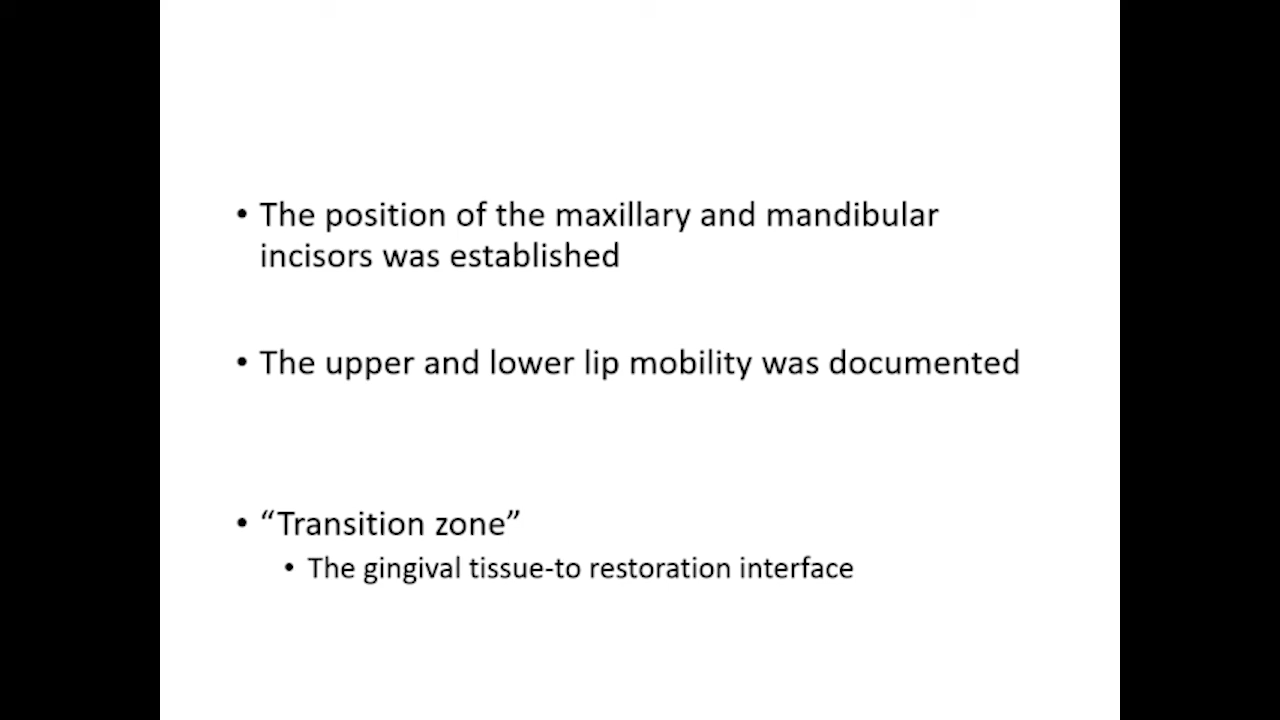 • The position of the maxillary and mandibular
incisors was established
• The upper and lower lip mobility was documented
• “Transition zone”
• The gingival tissue-to restoration interface